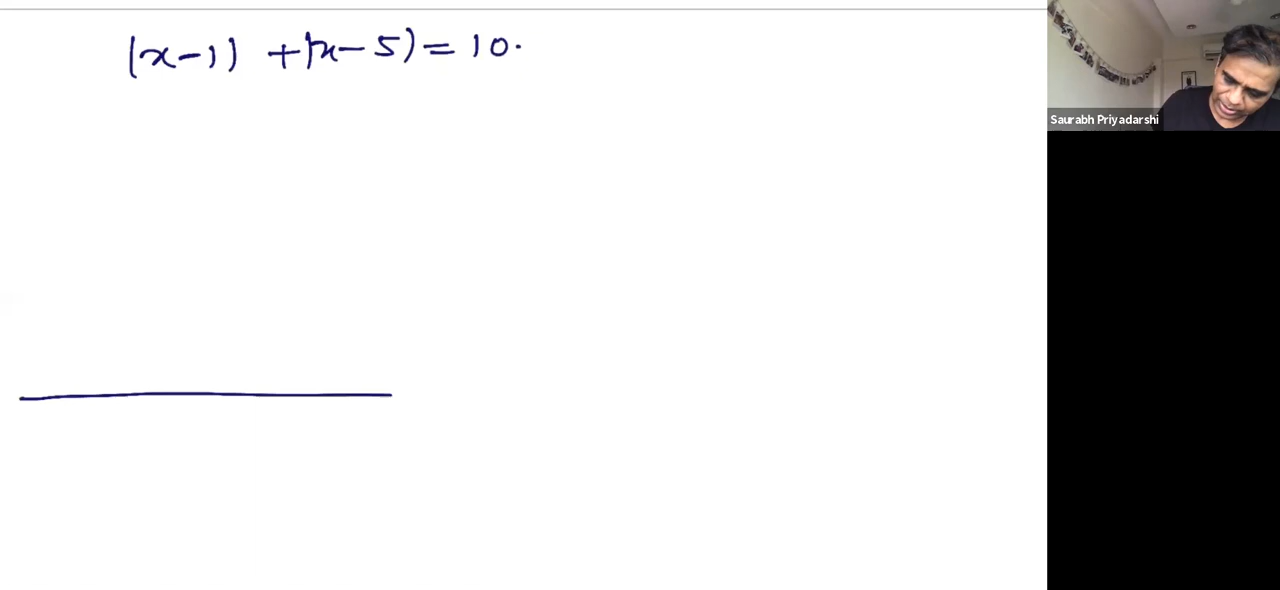 |x-1| + |x-5| = 10.
Saurabh Priyadarshi